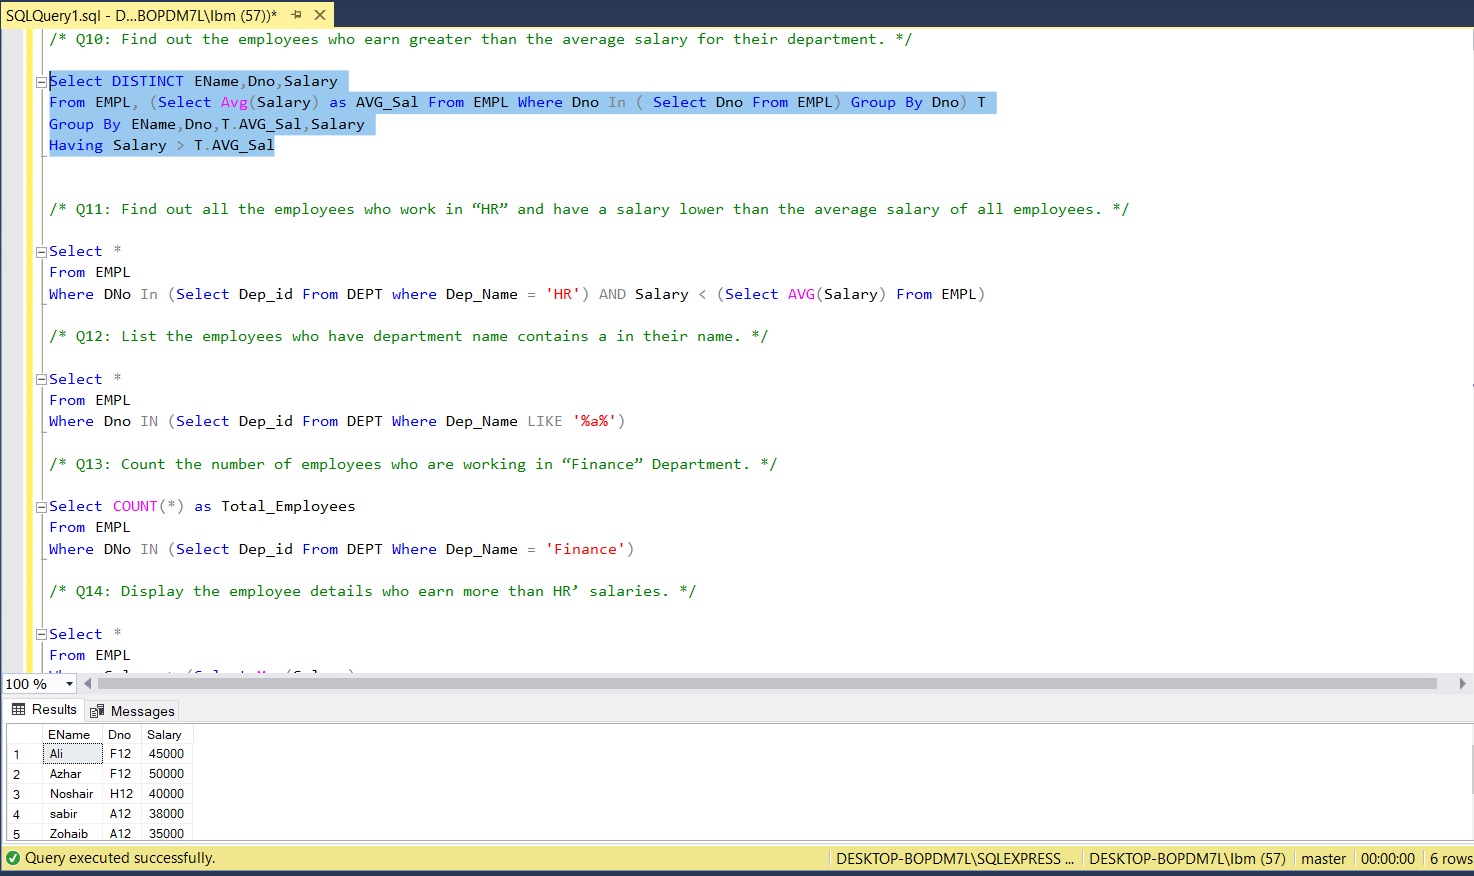 SQLQuery1.sql - D...BOPDM7L\Ibm (57))*
/* Q10: Find out the employees who earn greater than the average salary for their department. */
Select DISTINCT EName,Dno,Salary
From EMPL, (Select Avg(Salary) as AVG_Sal From EMPL Where Dno In ( Select Dno From EMPL) Group By Dno) T
Group By EName,Dno,T.AVG_Sal,Salary
Having Salary > T.AVG_Sal
/* Q11: Find out all the employees who work in “HR” and have a salary lower than the average salary of all employees. */
Select *
From EMPL
Where DNo In (Select Dep_id From DEPT where Dep_Name = 'HR') AND Salary < (Select AVG(Salary) From EMPL)
/* Q12: List the employees who have department name contains a in their name. */
Select *
From EMPL
Where Dno IN (Select Dep_id From DEPT Where Dep_Name LIKE '%a%')
/* Q13: Count the number of employees who are working in “Finance” Department. */
Select COUNT(*) as Total_Employees
From EMPL
Where DNo IN (Select Dep_id From DEPT Where Dep_Name = 'Finance')
/* Q14: Display the employee details who earn more than HR’ salaries. */
Select *
From EMPL
100 %
Results Messages
EName Dno Salary
1 Ali F12 45000
2 Azhar F12 50000
3 Noshair H12 40000
4 sabir A12 38000
5 Zohaib A12 35000
Query executed successfully. DESKTOP-BOPDM7L\SQLEXPRESS ... DESKTOP-BOPDM7L\Ibm (57) master 00:00:00 6 rows